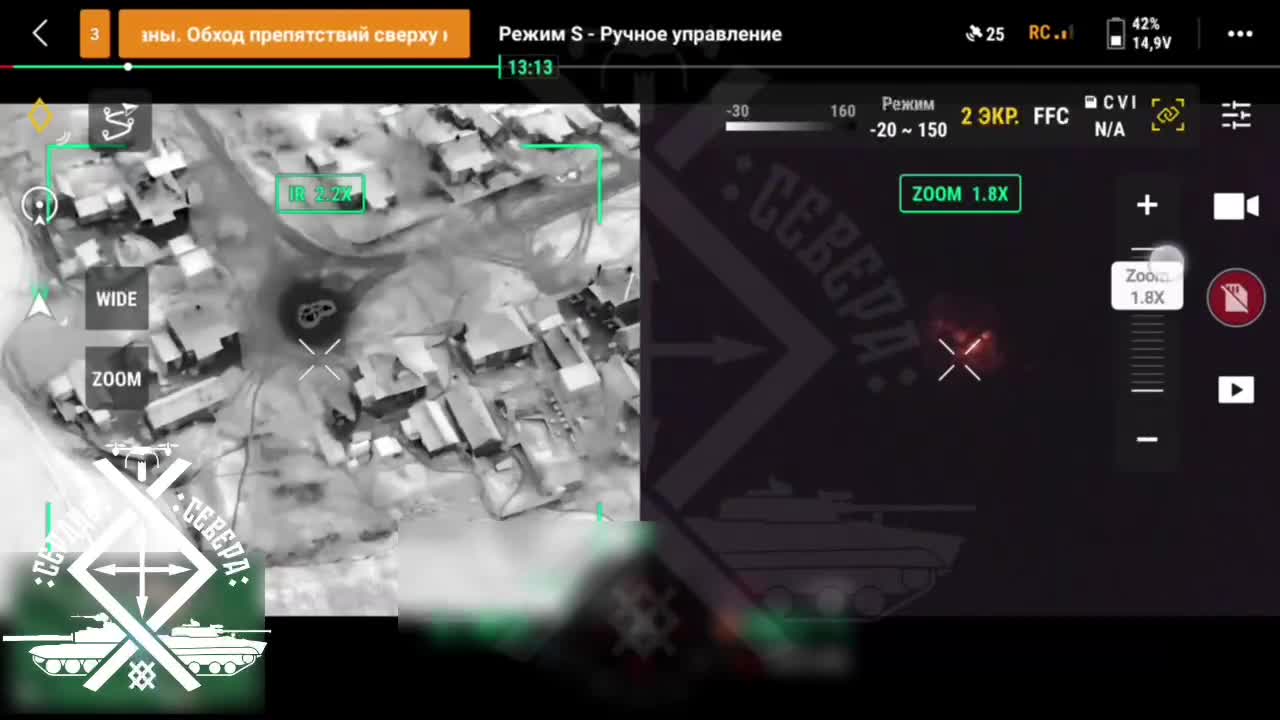 3
аны. Обход препятствий сверху
Режим S - Ручное управление
25
RC
42%
14,9V
13:13
-30
160
Режим
-20 ~ 150
2 ЭКР.
FFC
CVI
N/A
IR 2.2X
ZOOM 1.8X
WIDE
ZOOM
Zoom
1.8X
СЕВЕРА
СЕВЕРА